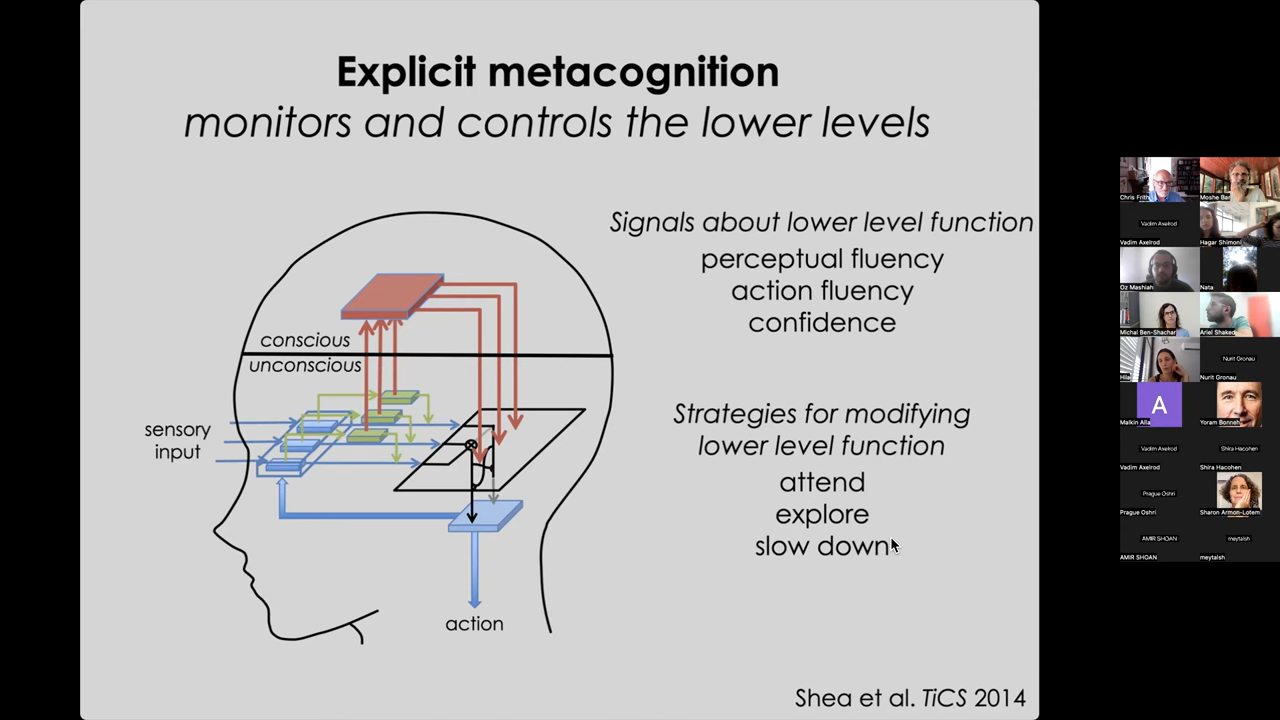 Explicit metacognition
monitors and controls the lower levels
Signals about lower level function
perceptual fluency
action fluency
confidence
conscious
unconscious
sensory
input
Strategies for modifying
lower level function
attend
explore
slow down
action
Shea et al. TiCS 2014
Chris Frith
Moshe Bar
Vadim Axelrod
Vadim Axelrod
Hagar Shimoni
Oz Mashiah
Nata
Michal Ben-Shachar
Ariel Shaked
Hila
Nurit Gronau
Nurit Gronau
A
Malkin Alla
Yoram Bonneh
Vadim Axelrod
Shira Hacohen
Vadim Axelrod
Shira Hacohen
Prague Oshri
Prague Oshri
Sharon Armon-Lotem
AMIR SHOAN
meytalsh
AMIR SHOAN
meytalsh